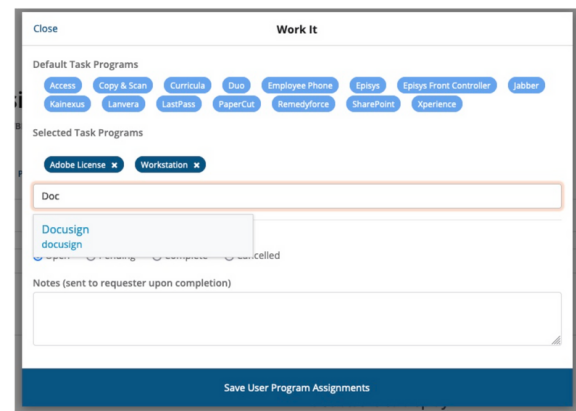 Close Work It
Default Task Programs
Access Copy & Scan Curricula Duo Employee Phone Episys Episys Front Controller Jabber
Kainexus Lanvera LastPass PaperCut Remedyforce SharePoint Xperience
Selected Task Programs
Adobe License × Workstation ×
Doc
Docusign
docusign
Open Pending Complete Cancelled
Notes (sent to requester upon completion)
Save User Program Assignments